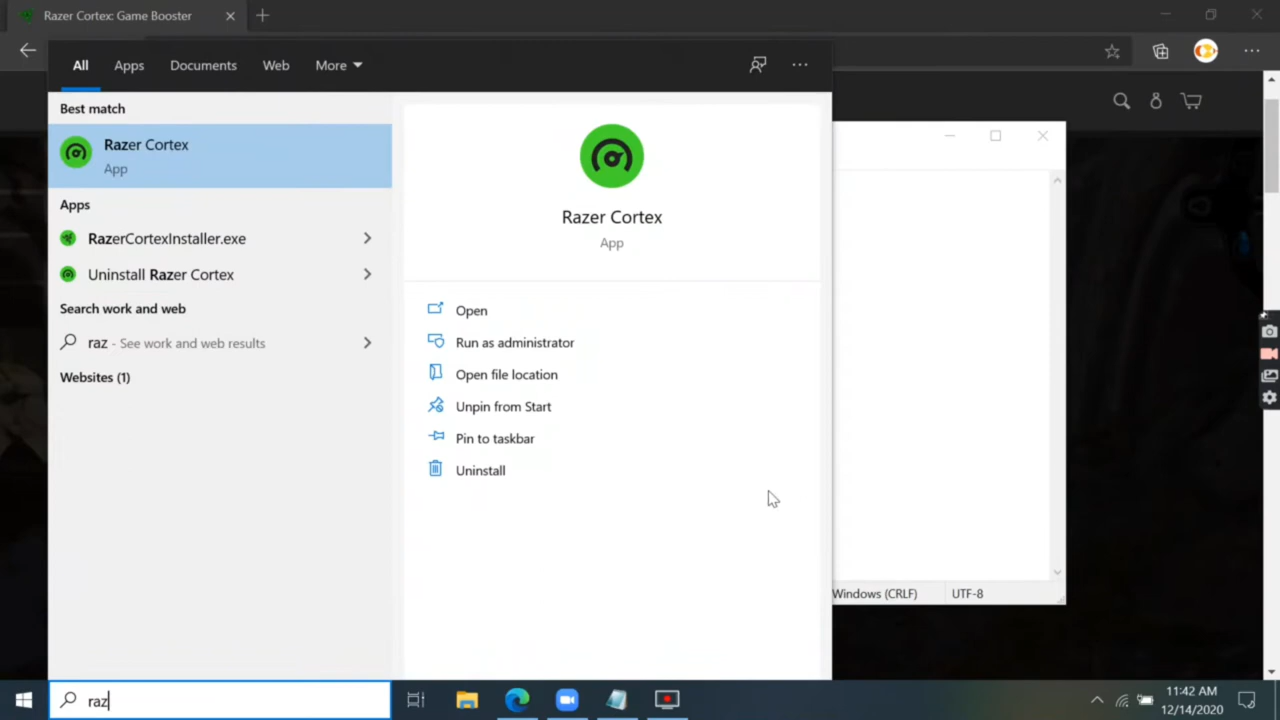 Razer Cortex: Game Booster
All Apps Documents Web More
Best match
Razer Cortex
App
Apps
RazerCortexInstaller.exe
Uninstall Razer Cortex
Search work and web
raz - See work and web results
Websites (1)
Razer Cortex
App
Open
Run as administrator
Open file location
Unpin from Start
Pin to taskbar
Uninstall
Windows (CRLF) UTF-8
raz
11:42 AM
12/14/2020